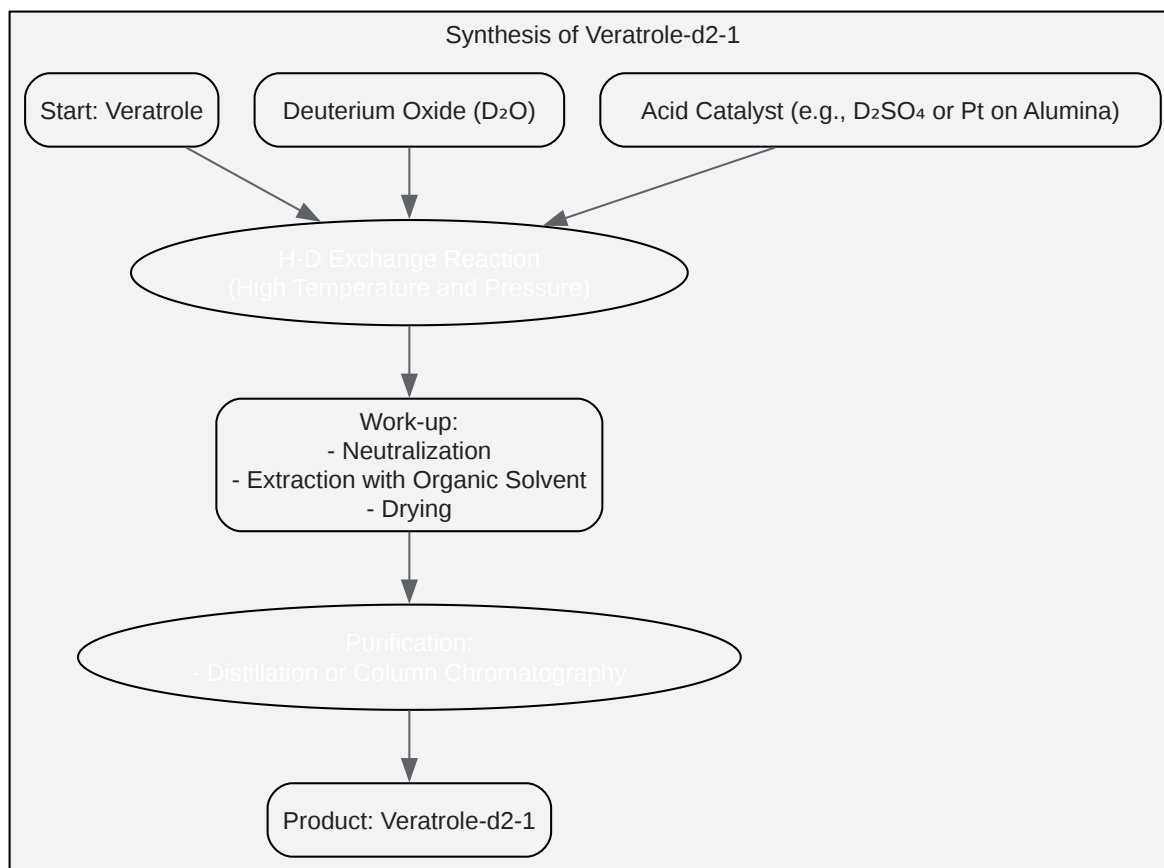 Synthesis of Veratrole-d2-1
Start: Veratrole
Deuterium Oxide (D₂O)
Acid Catalyst (e.g., D₂SO₄ or Pt on Alumina)
H-D Exchange Reaction
(High Temperature and Pressure)
Work-up:
- Neutralization
- Extraction with Organic Solvent
- Drying
Purification:
- Distillation or Column Chromatography
Product: Veratrole-d2-1